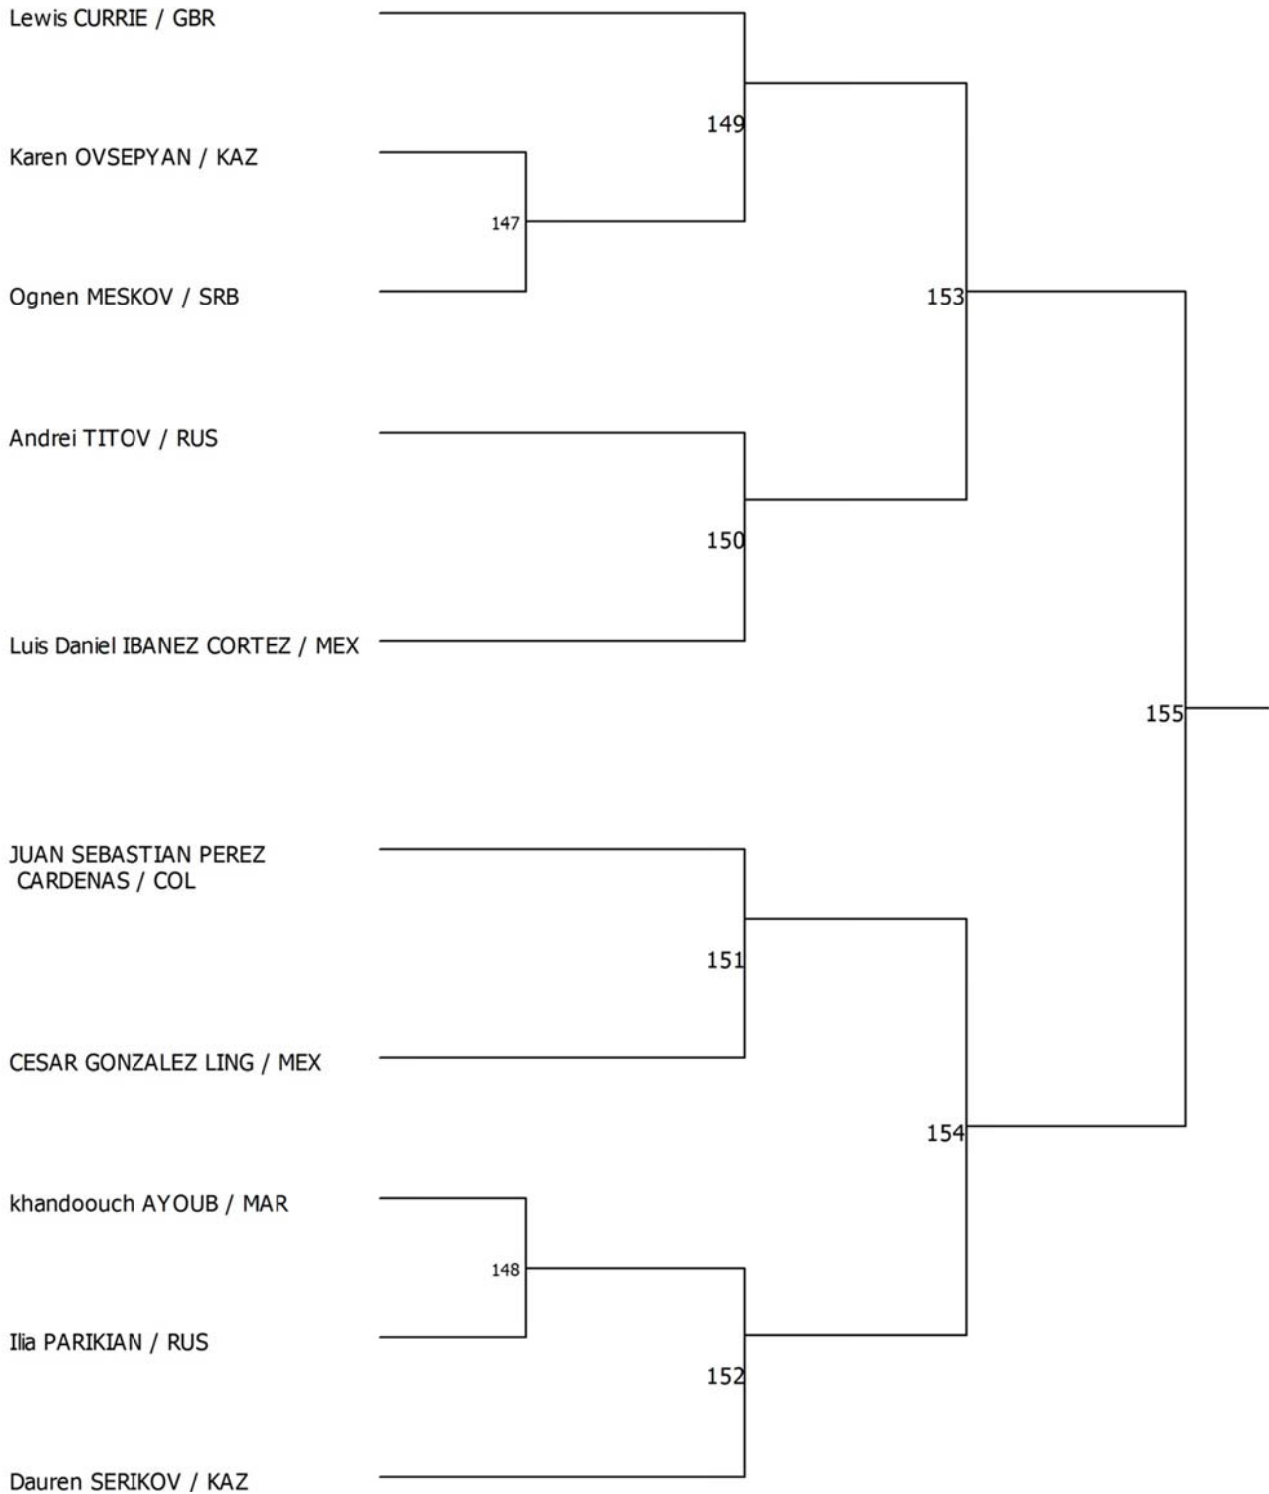 Lewis CURRIE / GBR
149
Karen OVSEPYAN / KAZ
147
Ognen MESKOV / SRB
153
Andrei TITOV / RUS
150
Luis Daniel IBANEZ CORTEZ / MEX
155
JUAN SEBASTIAN PEREZ
CARDENAS / COL
151
CESAR GONZALEZ LING / MEX
154
khandoouch AYOUB / MAR
148
Ilia PARIKIAN / RUS
152
Dauren SERIKOV / KAZ